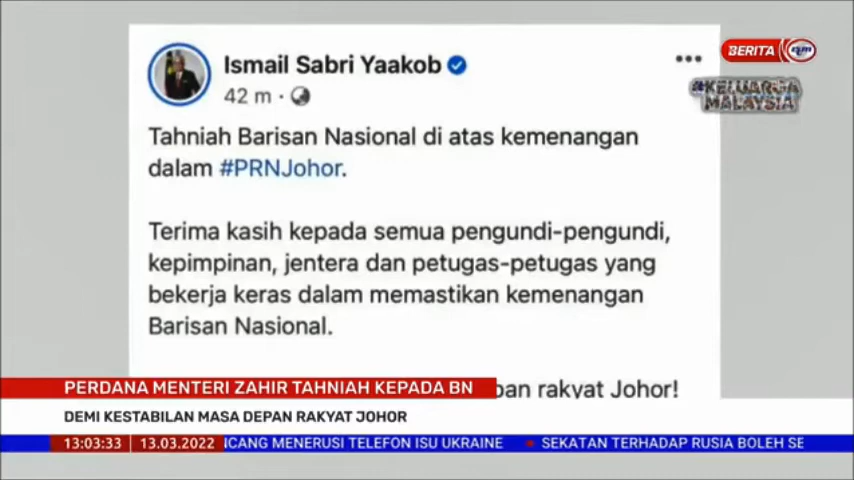 Ismail Sabri Yaakob
42 m ·
Tahniah Barisan Nasional di atas kemenangan
dalam #PRNJohor.
Terima kasih kepada semua pengundi-pengundi,
kepimpinan, jentera dan petugas-petugas yang
bekerja keras dalam memastikan kemenangan
Barisan Nasional.
pan rakyat Johor!
BERITA rtm
#KELUARGA
MALAYSIA
PERDANA MENTERI ZAHIR TAHNIAH KEPADA BN
DEMI KESTABILAN MASA DEPAN RAKYAT JOHOR
13:03:33 13.03.2022 NCANG MENERUSI TELEFON ISU UKRAINE SEKATAN TERHADAP RUSIA BOLEH SE